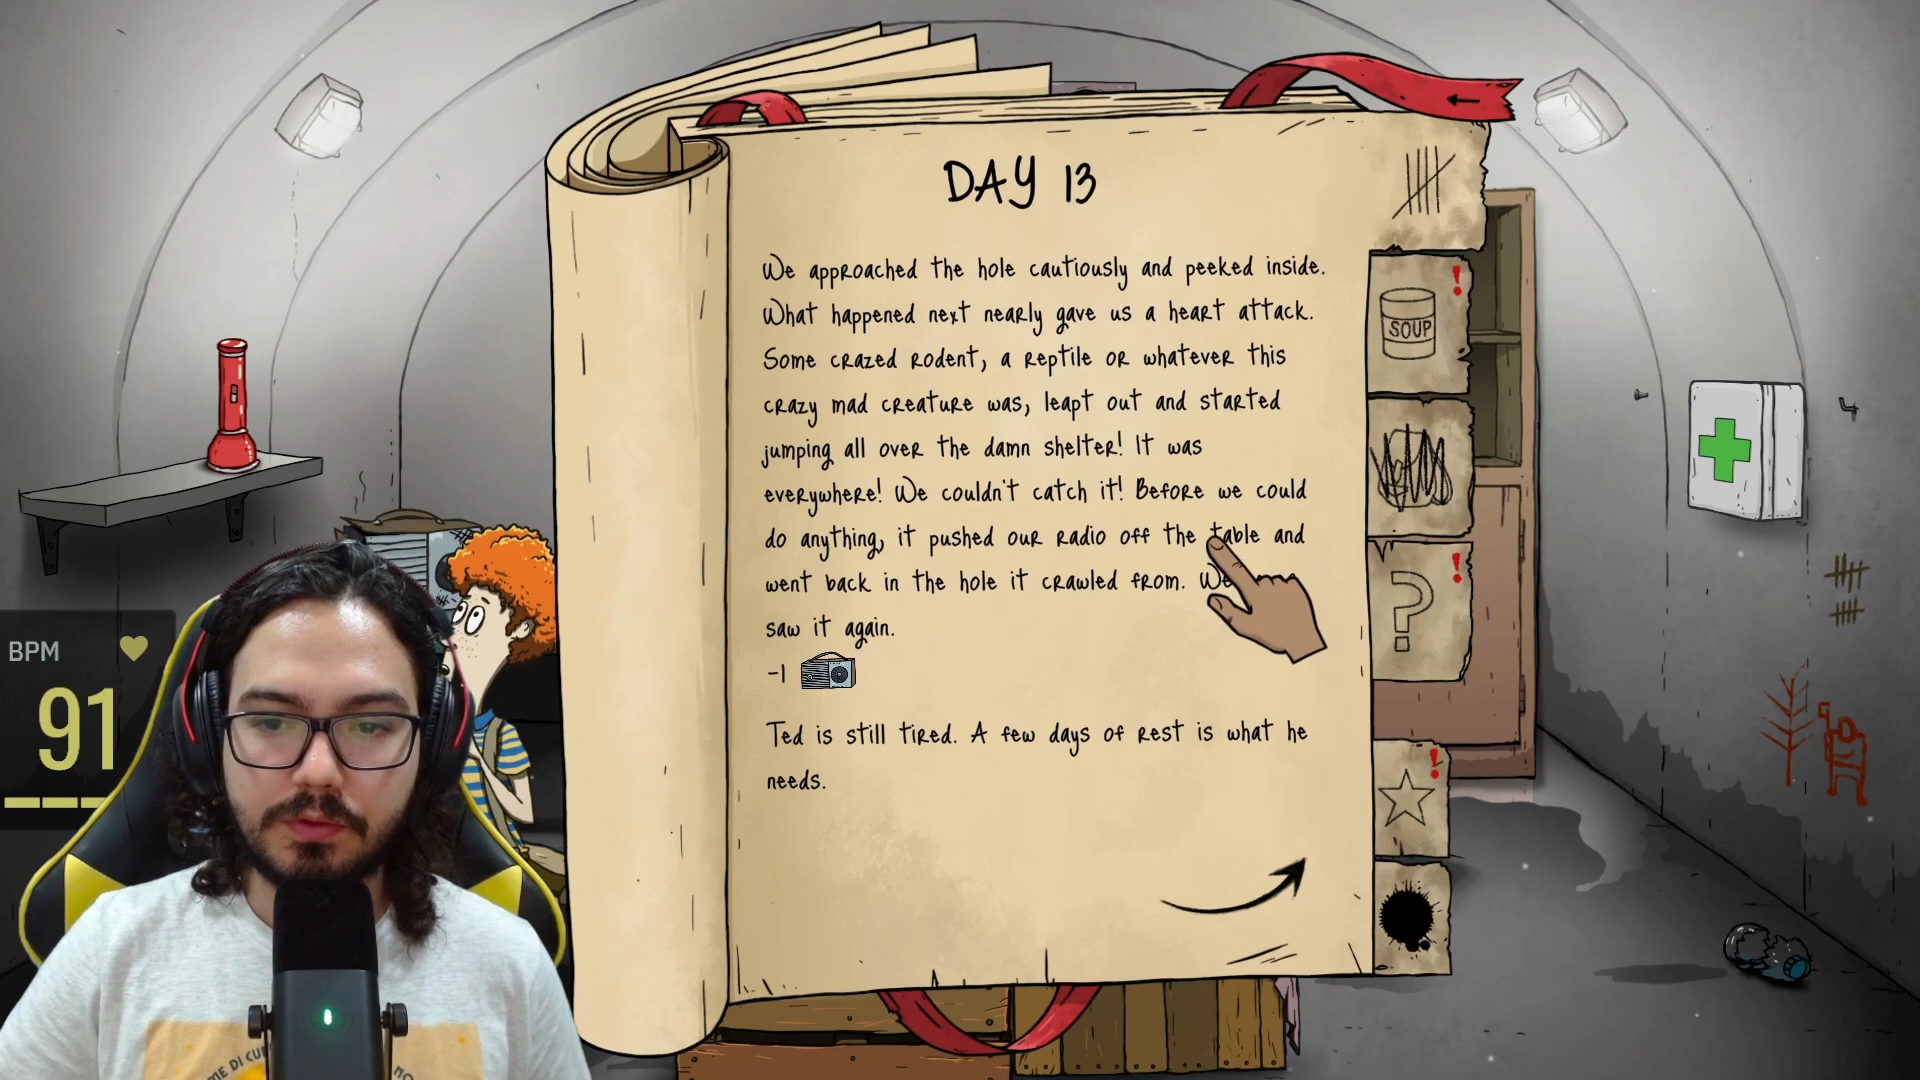 DAY 13
We approached the hole cautiously and peeked inside.
What happened next nearly gave us a heart attack.
Some crazed rodent, a reptile or whatever this
crazy mad creature was, leapt out and started
jumping all over the damn shelter! It was
everywhere! We couldn't catch it! Before we could
do anything, it pushed our radio off the table and
went back in the hole it crawled from. We
saw it again.
-1
Ted is still tired. A few days of rest is what he
needs.
!
SOUP
!
?
!
BPM
91